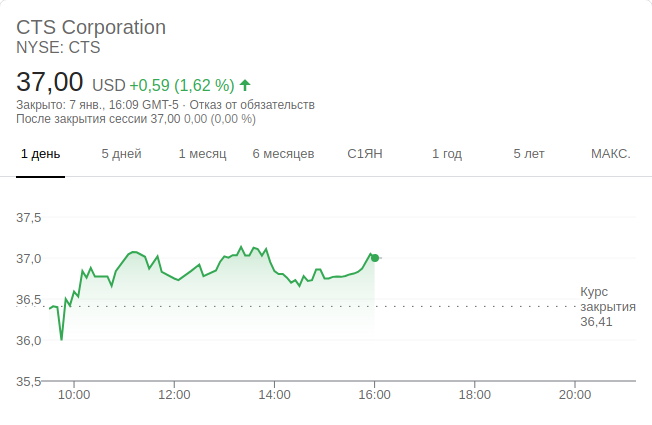 CTS Corporation
NYSE: CTS
37,00 USD +0,59 (1,62 %)
Закрыто: 7 янв., 16:09 GMT-5 · Отказ от обязательств
После закрытия сессии 37,00 0,00 (0,00 %)
1 день 5 дней 1 месяц 6 месяцев С1ЯН 1 год 5 лет МАКС.
37,5
37,0
36,5
Курс
закрытия
36,41
36,0
35,5
10:00 12:00 14:00 16:00 18:00 20:00